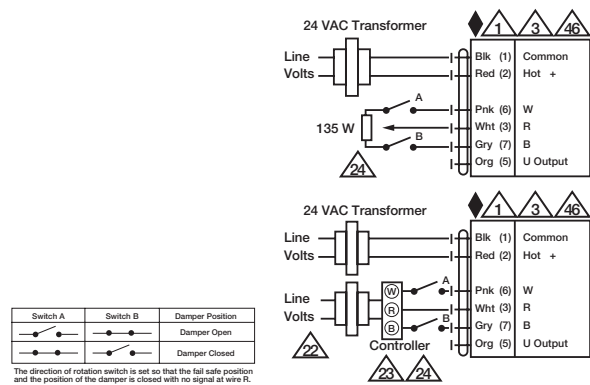 24 VAC Transformer
1 3 46
Line
Volts
Blk (1) Common
Red (2) Hot +
A
Pnk (6) W
135 W
Wht (3) R
B
Gry (7) B
Org (5) U Output
24
24 VAC Transformer
1 3 46
Line
Volts
Blk (1) Common
Red (2) Hot +
A
W
Pnk (6) W
Line
Volts
R
Wht (3) R
B
B
Gry (7) B
Org (5) U Output
22
Controller
23 24
Switch A Switch B Damper Position
Damper Open
Damper Closed
The direction of rotation switch is set so that the fail safe position
and the position of the damper is closed with no signal at wire R.